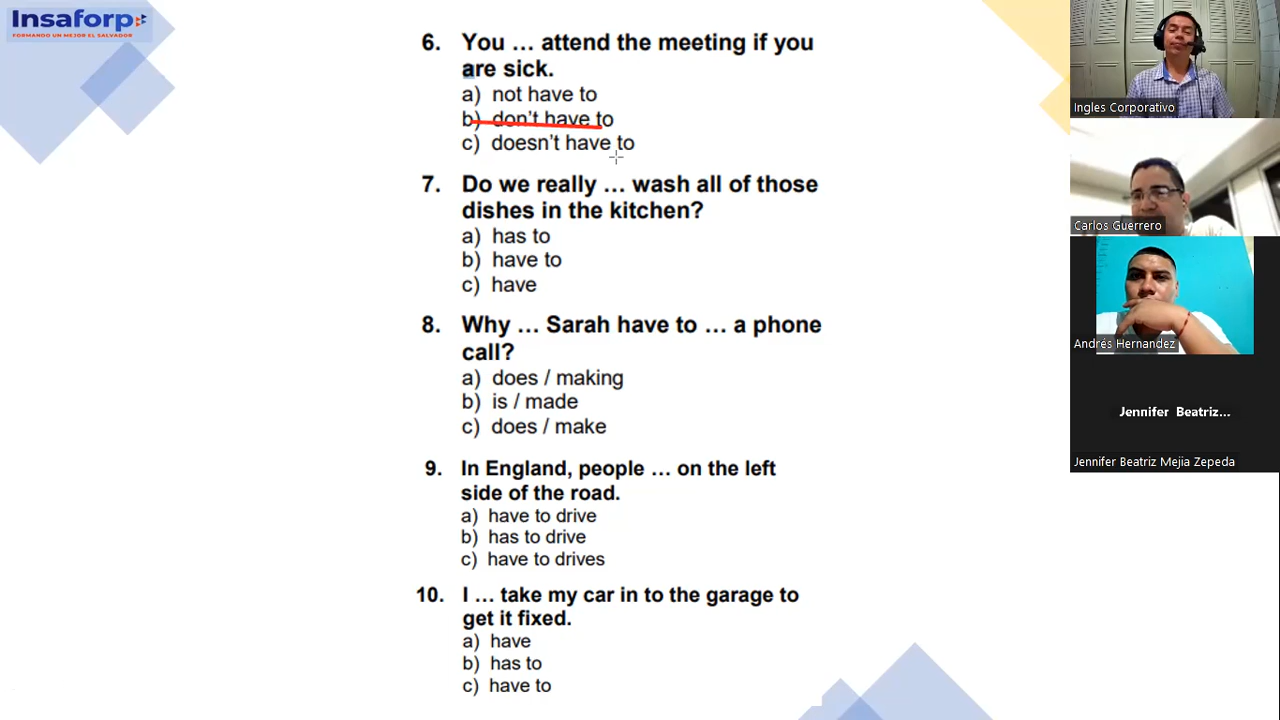 Insaforp
FORMANDO UN MEJOR EL SALVADOR
6. You … attend the meeting if you
are sick.
a) not have to
b) don't have to
c) doesn't have to
7. Do we really … wash all of those
dishes in the kitchen?
a) has to
b) have to
c) have
8. Why … Sarah have to … a phone
call?
a) does / making
b) is / made
c) does / make
9. In England, people … on the left
side of the road.
a) have to drive
b) has to drive
c) have to drives
10. I … take my car in to the garage to
get it fixed.
a) have
b) has to
c) have to
Ingles Corporativo
Carlos Guerrero
Andrés Hernandez
Jennifer Beatriz...
Jennifer Beatriz Mejia Zepeda